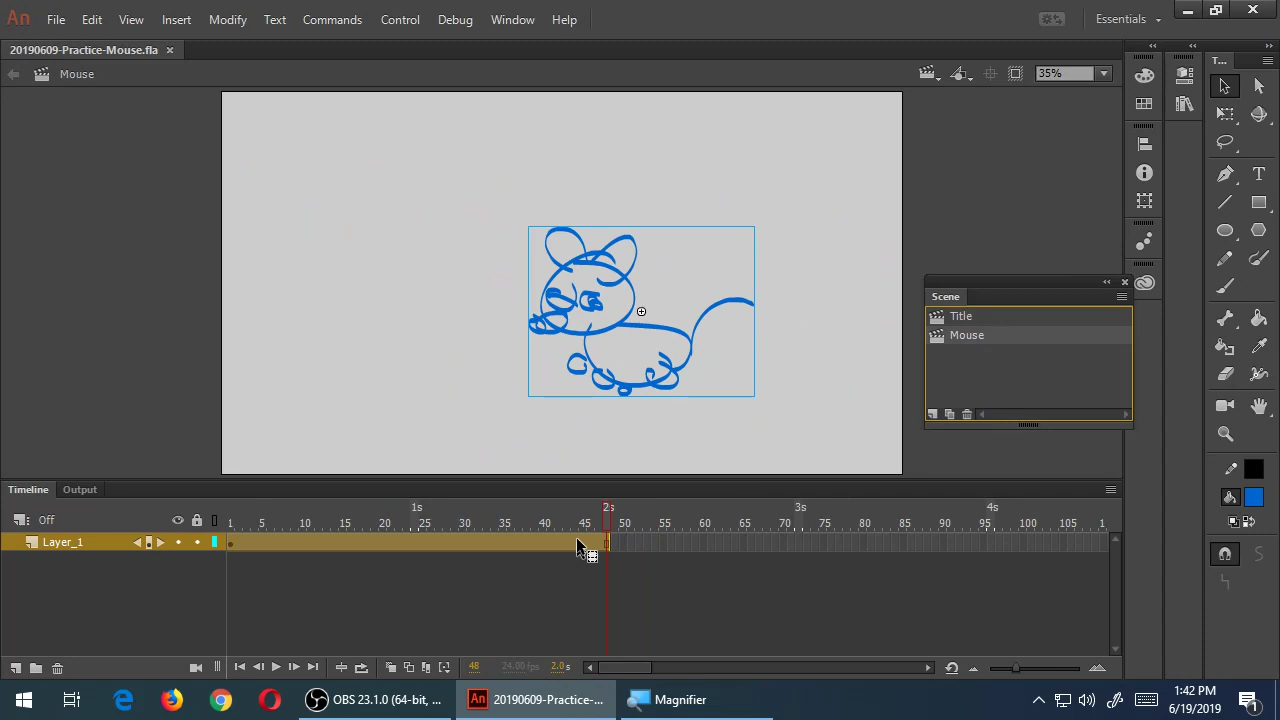 An File Edit View Insert Modify Text Commands Control Debug Window Help Essentials
20190609-Practice-Mouse.fla
Mouse 35% T...
Scene
Title
Mouse
Timeline Output
1s 2s 3s 4s
Off 1 5 10 15 20 25 30 35 40 45 50 55 60 65 70 75 80 85 90 95 100 105 1
Layer_1
48 24.00 fps 2.0 s
OBS 23.1.0 (64-bit, ... An 20190609-Practice-... Magnifier 1:42 PM
6/19/2019 1